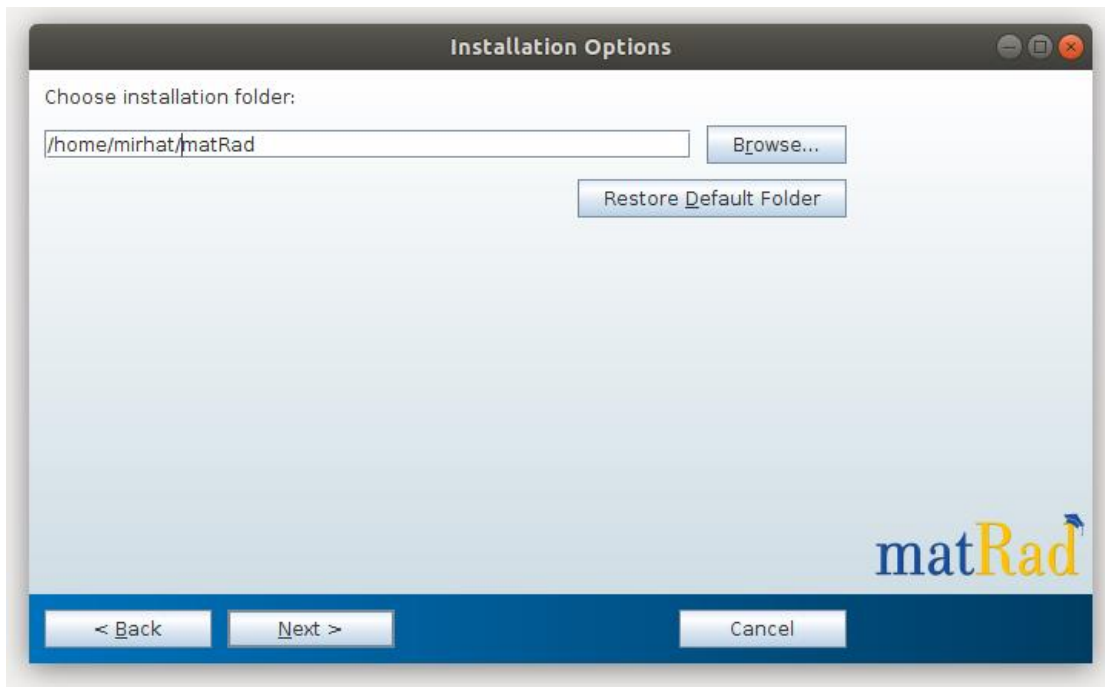 Installation Options
Choose installation folder:
/home/mirhat/matRad
Browse...
Restore Default Folder
matRad
< Back
Next >
Cancel